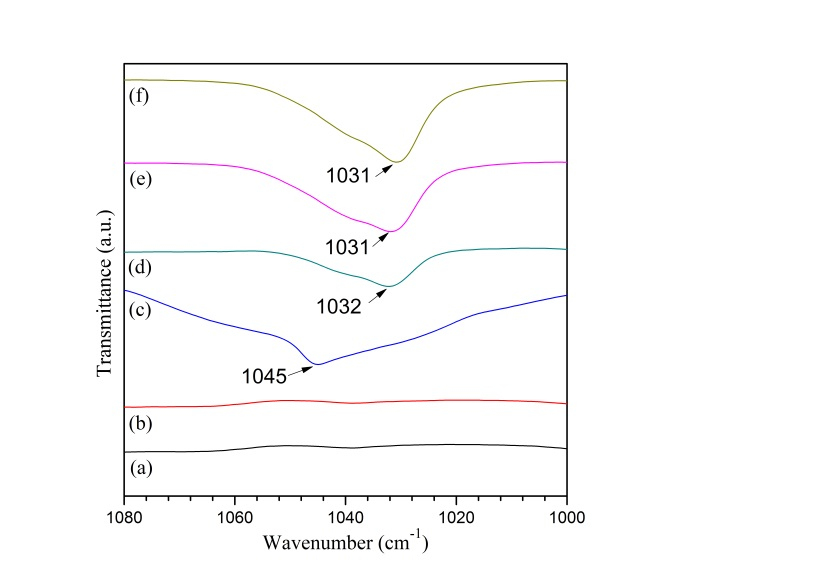 (f)
1031
(e)
1031
(d)
1032
(c)
1045
(b)
(a)
Transmittance (a.u.)
1080 1060 1040 1020 1000
Wavenumber (cm⁻¹)